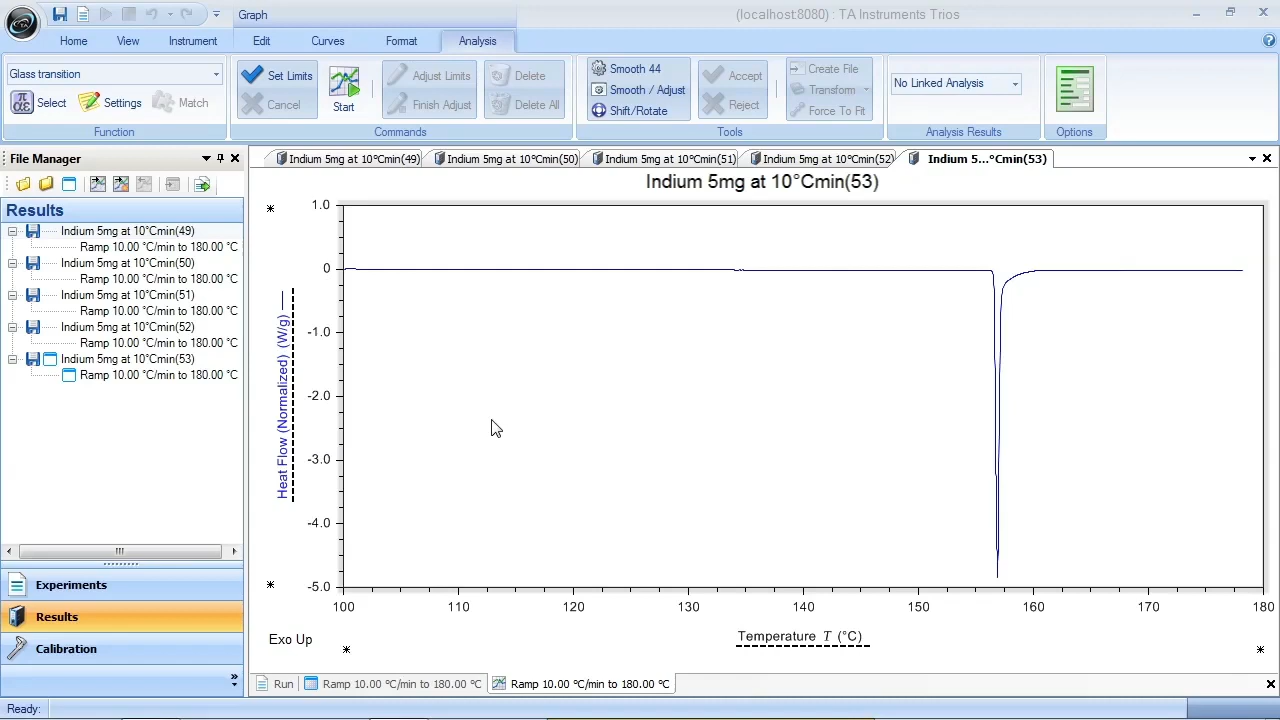 Graph
(localhost:8080) : TA Instruments Trios
TA
Home View Instrument Edit Curves Format Analysis
Glass transition
Select Settings Match
Function
Set Limits
Cancel
Start
Adjust Limits
Finish Adjust
Delete
Delete All
Commands
Smooth 44
Smooth / Adjust
Shift/Rotate
Accept
Reject
Create File
Transform
Force To Fit
Tools
No Linked Analysis
Analysis Results
Options
File Manager
Results
Indium 5mg at 10°Cmin(49)
Ramp 10.00 °C/min to 180.00 °C
Indium 5mg at 10°Cmin(50)
Ramp 10.00 °C/min to 180.00 °C
Indium 5mg at 10°Cmin(51)
Ramp 10.00 °C/min to 180.00 °C
Indium 5mg at 10°Cmin(52)
Ramp 10.00 °C/min to 180.00 °C
Indium 5mg at 10°Cmin(53)
Ramp 10.00 °C/min to 180.00 °C
Experiments
Results
Calibration
Indium 5mg at 10°Cmin(49) Indium 5mg at 10°Cmin(50) Indium 5mg at 10°Cmin(51) Indium 5mg at 10°Cmin(52) Indium 5...°Cmin(53)
Indium 5mg at 10°Cmin(53)
1.0
0
-1.0
-2.0
-3.0
-4.0
-5.0
Heat Flow (Normalized) (W/g)
100 110 120 130 140 150 160 170 180
Temperature T (°C)
Exo Up
Run Ramp 10.00 °C/min to 180.00 °C Ramp 10.00 °C/min to 180.00 °C
Ready: